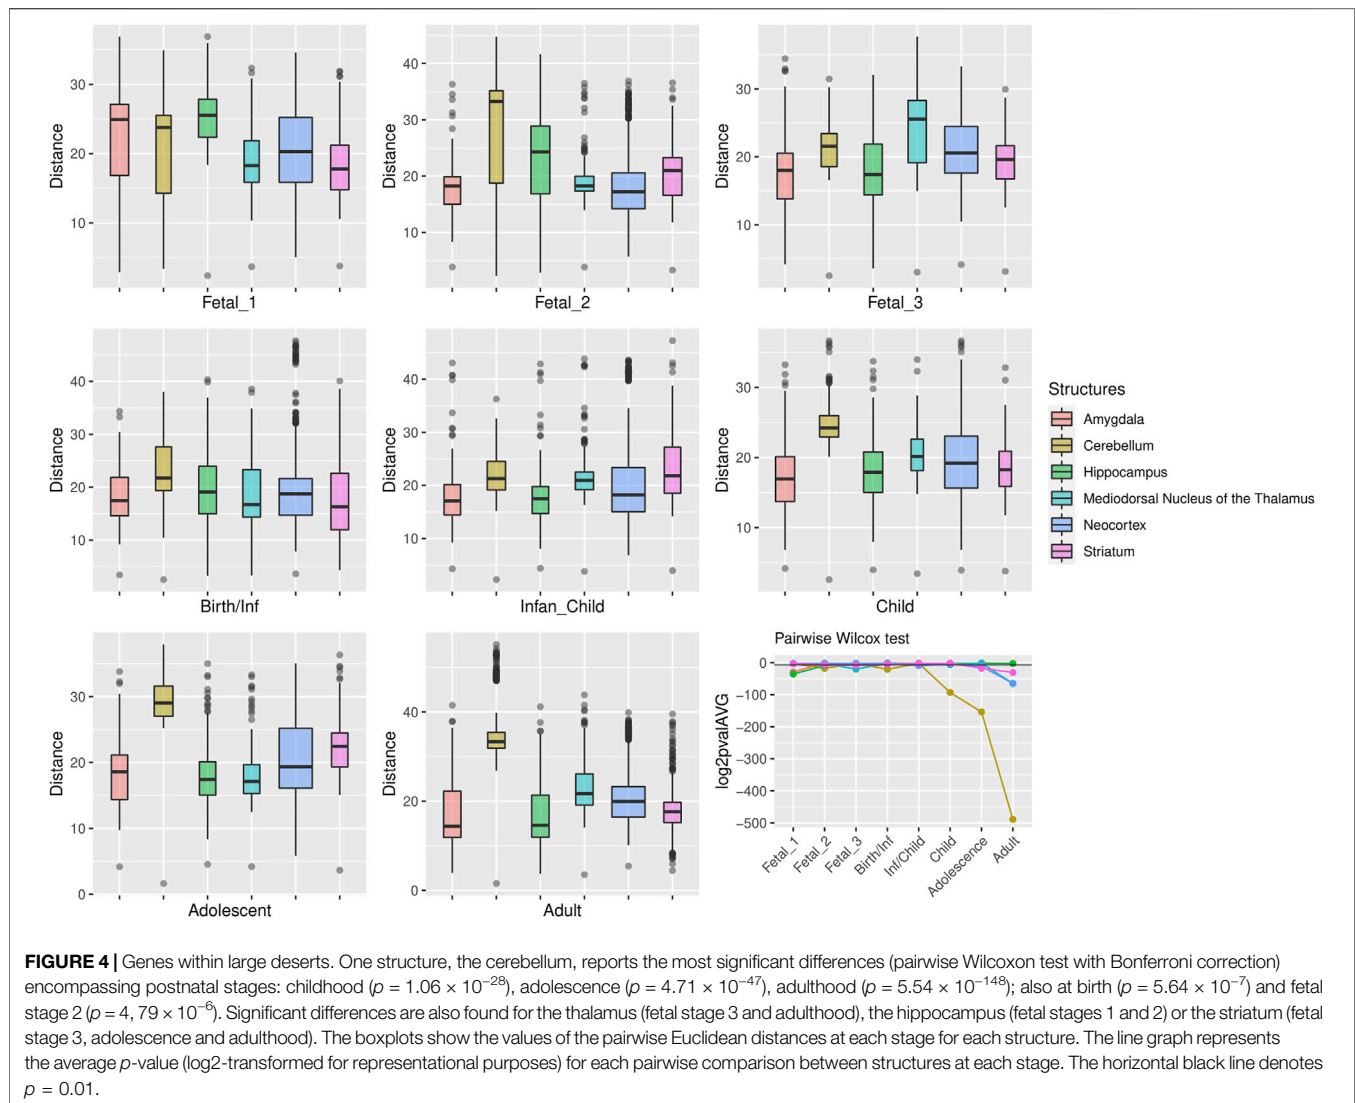 Distance
30
20
10
Fetal_1
Distance
40
30
20
10
Fetal_2
Distance
30
20
10
Fetal_3
Distance
40
30
20
10
Birth/Inf
Distance
40
30
20
10
Infan_Child
Distance
30
20
10
Child
Structures
Amygdala
Cerebellum
Hippocampus
Mediodorsal Nucleus of the Thalamus
Neocortex
Striatum
Distance
30
20
10
0
Adolescent
Distance
40
20
0
Adult
Pairwise Wilcox test
log2pvalAVG
0
−100
−200
−300
−400
−500
Fetal_1
Fetal_2
Fetal_3
Birth/Inf
Inf/Child
Child
Adolescence
Adult
FIGURE 4 | Genes within large deserts. One structure, the cerebellum, reports the most significant differences (pairwise Wilcoxon test with Bonferroni correction)
encompassing postnatal stages: childhood (p = 1.06 × 10⁻²⁸), adolescence (p = 4.71 × 10⁻⁴⁷), adulthood (p = 5.54 × 10⁻¹⁴⁸); also at birth (p = 5.64 × 10⁻⁷) and fetal
stage 2 (p = 4, 79 × 10⁻⁶). Significant differences are also found for the thalamus (fetal stage 3 and adulthood), the hippocampus (fetal stages 1 and 2) or the striatum (fetal
stage 3, adolescence and adulthood). The boxplots show the values of the pairwise Euclidean distances at each stage for each structure. The line graph represents
the average p-value (log2-transformed for representational purposes) for each pairwise comparison between structures at each stage. The horizontal black line denotes
p = 0.01.